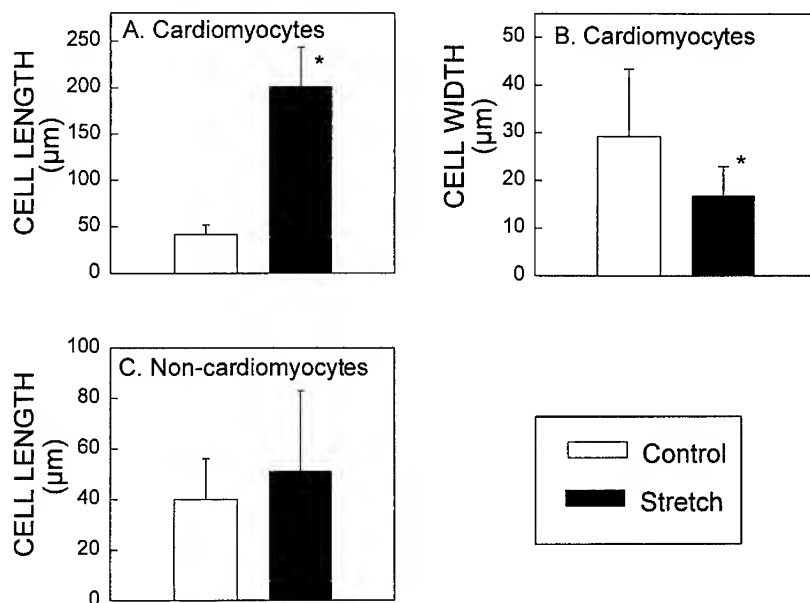 A. Cardiomyocytes
CELL LENGTH
(µm)
250
200
150
100
50
0
*
B. Cardiomyocytes
CELL WIDTH
(µm)
50
40
30
20
10
0
*
C. Non-cardiomyocytes
CELL LENGTH
(µm)
100
80
60
40
20
0
Control
Stretch